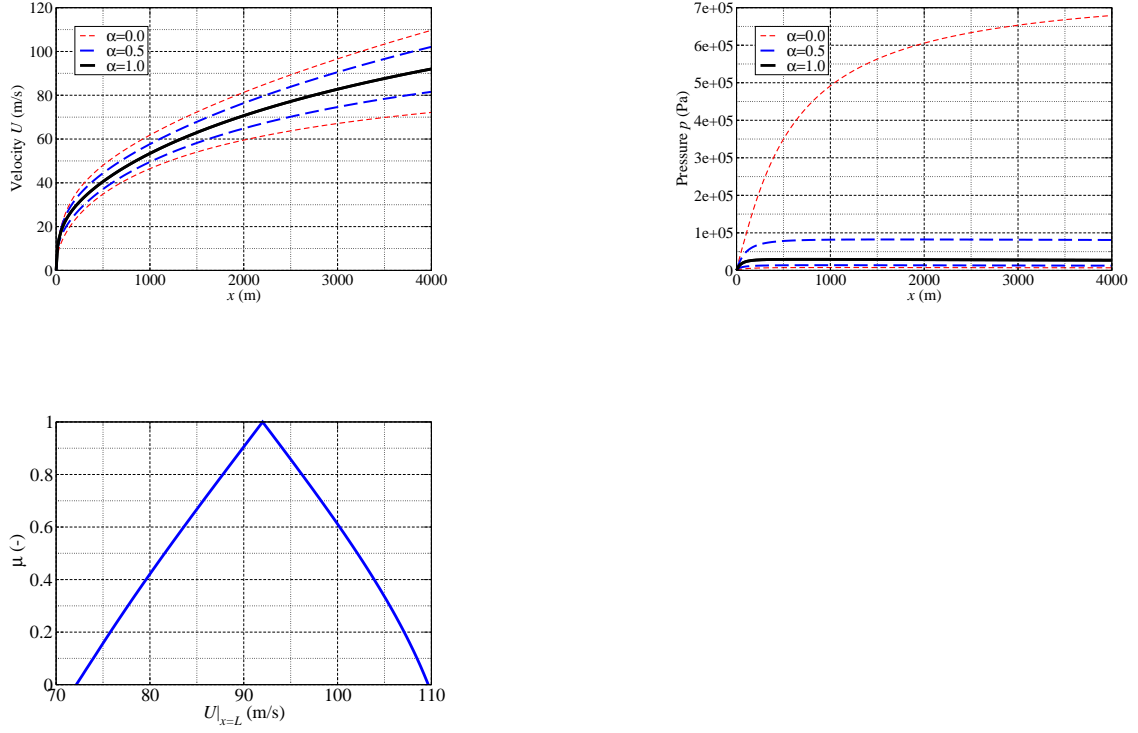 120
100
80
60
40
20
0
Velocity U (m/s)
α=0.0
α=0.5
α=1.0
0 1000 2000 3000 4000
x (m)
7e+05
6e+05
5e+05
4e+05
3e+05
2e+05
1e+05
0
Pressure p (Pa)
α=0.0
α=0.5
α=1.0
0 1000 2000 3000 4000
x (m)
1
0.8
0.6
0.4
0.2
0
μ (-)
70 80 90 100 110
U|x=L (m/s)